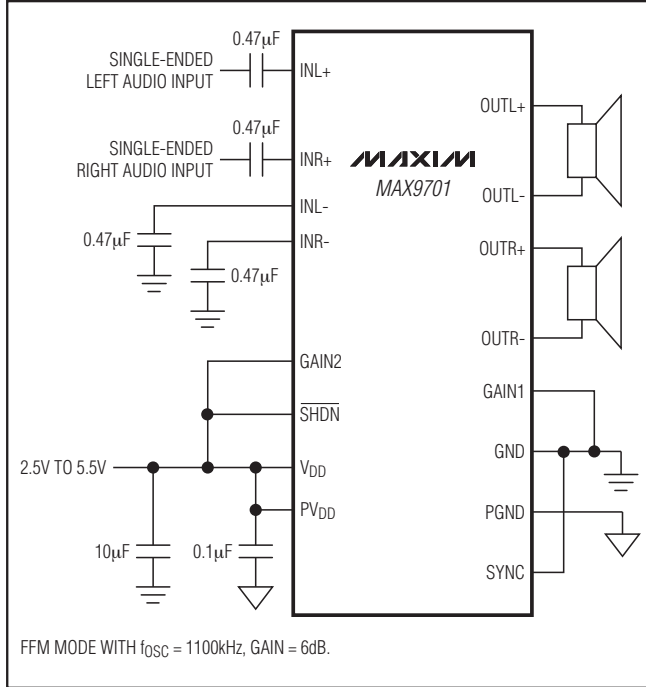 0.47μF
SINGLE-ENDED
LEFT AUDIO INPUT
INL+
0.47μF
SINGLE-ENDED
RIGHT AUDIO INPUT
INR+
INL-
0.47μF
INR-
0.47μF
GAIN2
SHDN
2.5V TO 5.5V
VDD
PVDD
10μF
0.1μF
MAXIM
MAX9701
OUTL+
OUTL-
OUTR+
OUTR-
GAIN1
GND
PGND
SYNC
FFM MODE WITH fOSC = 1100kHz, GAIN = 6dB.